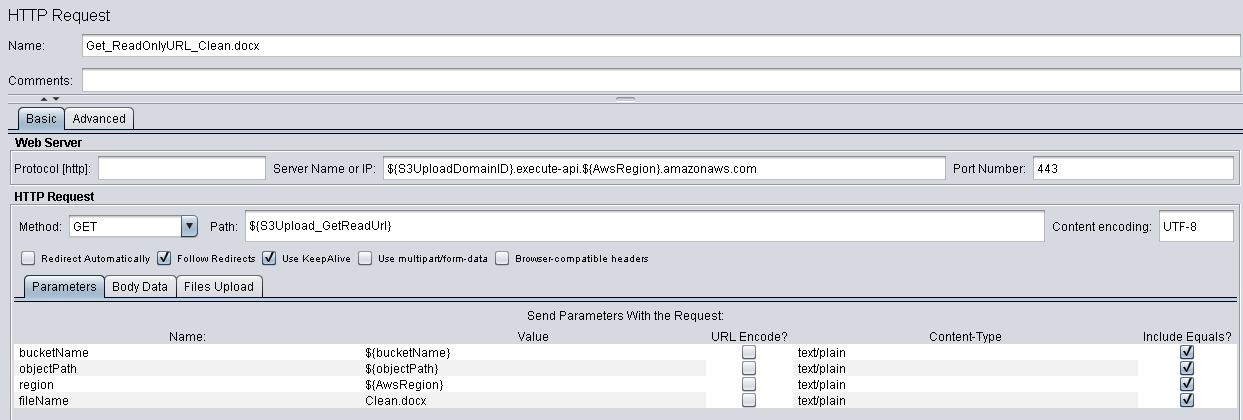 HTTP Request
Name: Get_ReadOnlyURL_Clean.docx
Comments:
Basic Advanced
Web Server
Protocol [http]: Server Name or IP: ${S3UploadDomainID}.execute-api.${AwsRegion}.amazonaws.com Port Number: 443
HTTP Request
Method: GET Path: ${S3Upload_GetReadUrl} Content encoding: UTF-8
Redirect Automatically Follow Redirects Use KeepAlive Use multipart/form-data Browser-compatible headers
Parameters Body Data Files Upload
Send Parameters With the Request:
Name: Value URL Encode? Content-Type Include Equals?
bucketName ${bucketName} text/plain
objectPath ${objectPath} text/plain
region ${AwsRegion} text/plain
fileName Clean.docx text/plain